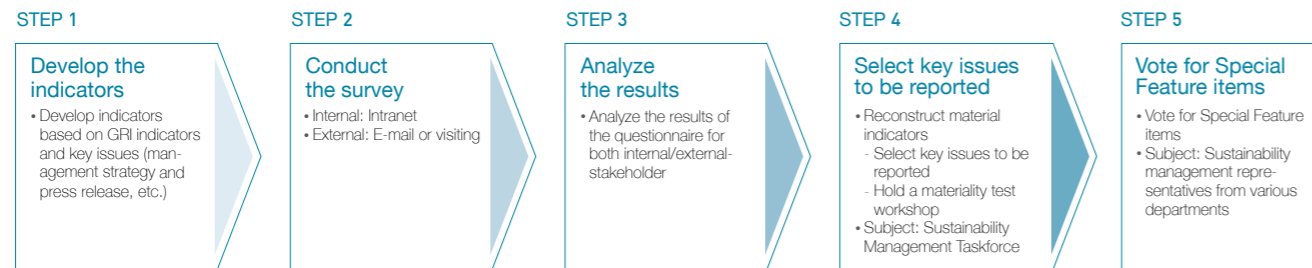 STEP 1
Develop the
indicators
• Develop indicators
based on GRI indicators
and key issues (man-
agement strategy and
press release, etc.)
STEP 2
Conduct
the survey
• Internal: Intranet
• External: E-mail or visiting
STEP 3
Analyze
the results
• Analyze the results of
the questionnaire for
both internal/external-
stakeholder
STEP 4
Select key issues
to be reported
• Reconstruct material
indicators
- Select key issues to be
reported
- Hold a materiality test
workshop
• Subject: Sustainability
Management Taskforce
STEP 5
Vote for Special
Feature items
• Vote for Special Feature
items
• Subject: Sustainability
management repre-
sentatives from various
departments